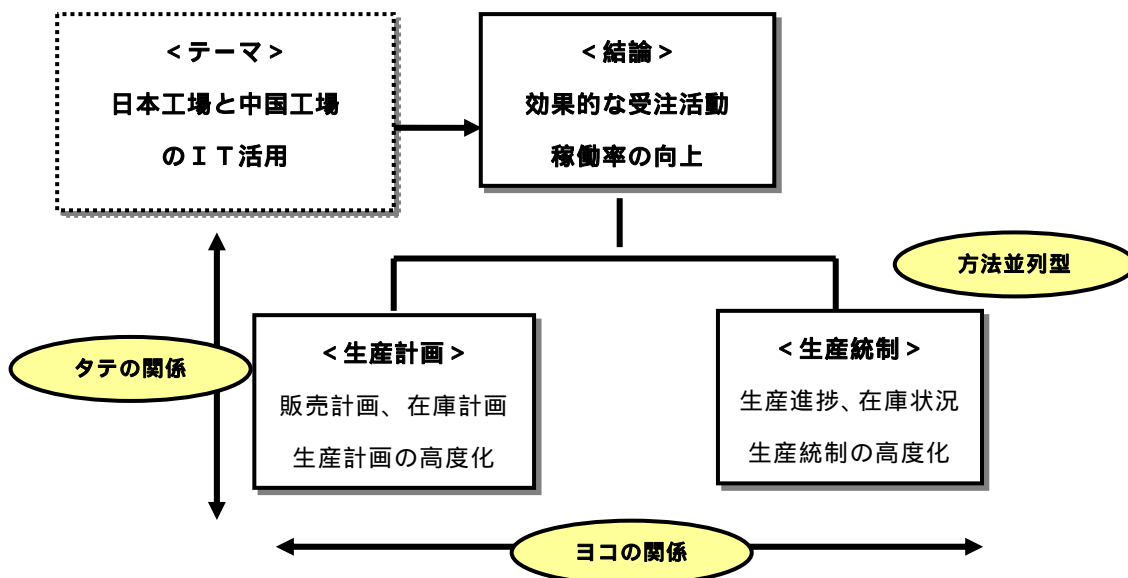 ＜テーマ＞
日本工場と中国工場
のＩＴ活用
＜結論＞
効果的な受注活動
稼働率の向上
方法並列型
タテの関係
＜生産計画＞
販売計画、在庫計画
生産計画の高度化
＜生産統制＞
生産進捗、在庫状況
生産統制の高度化
ヨコの関係